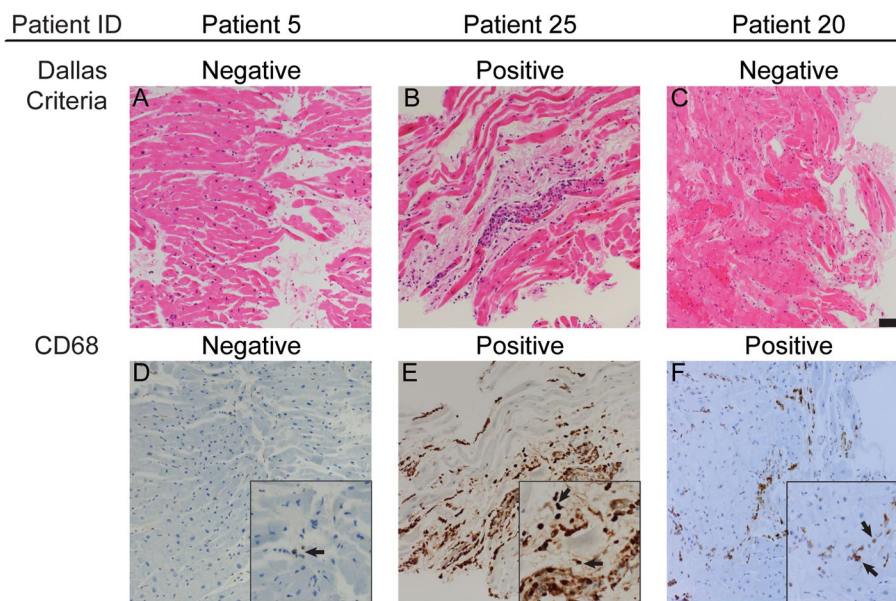 Patient ID Patient 5 Patient 25 Patient 20
Dallas Criteria Negative Positive Negative
A B C
CD68 Negative Positive Positive
D E F